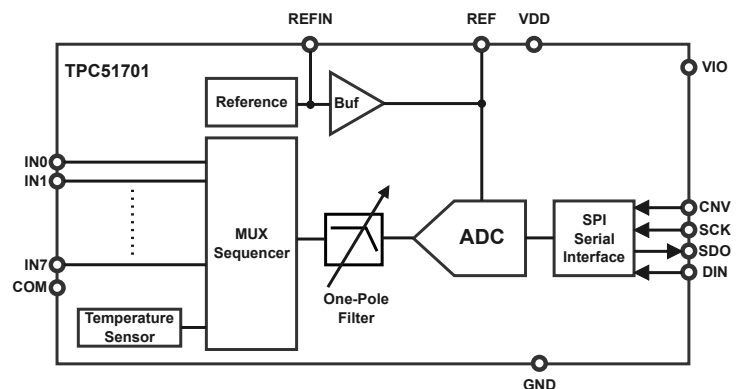 REFIN
REF
VDD
TPC51701
VIO
Reference
Buf
IN0
IN1
MUX
Sequencer
ADC
SPI
Serial
Interface
CNV
SCK
SDO
DIN
IN7
COM
One-Pole
Filter
Temperature
Sensor
GND